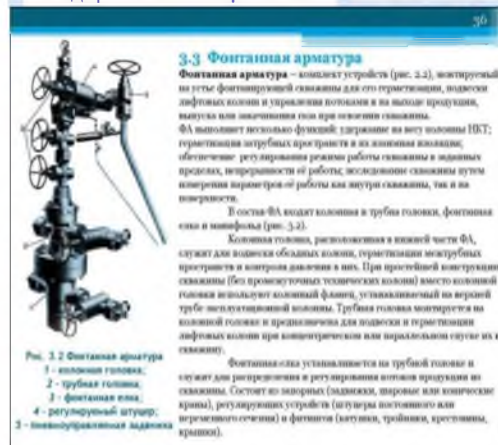 36
3.3 Фонтанная арматура
Фонтанная арматура – комплект устройств (рис. 2.2), монтируемый
на устье фонтанирующей скважины для его герметизации, подвески
лифтовых колонн и управления потоками в на выходе продукции,
выпуска или закачивания газа при освоении скважины.
ФА выполняет несколько функций: удержание на весу колонны НКТ;
герметизация затрубных пространств и их взаимная изоляция;
обеспечение регулирования режима работы скважины в заданных
пределах, непрерывности её работы; исследование скважины путем
измерения параметров её работы как внутри скважины, так и на
поверхности.
В состав ФА входят колонная и трубная головки, фонтанная
елка и манифольд (рис. 3.2).
Колонная головка, расположенная в нижней части ФА,
служит для подвески обсадных колонн, герметизации межтрубных
пространств и контроля давления в них. При простейшей конструкции
скважины (без промежуточных технических колонн) вместо колонной
головки используют колонный фланец, устанавливаемый на верхней
трубе эксплуатационной колонны. Трубная головка монтируется на
колонной головке и предназначена для подвески и герметизации
лифтовых колонн при концентрическом или параллельном спуске их в
скважину.
Фонтанная елка устанавливается на трубной головке и
служит для распределения и регулирования потоков продукции из
скважины. Состоит из запорных (задвижки, шаровые или конические
краны), регулирующих устройств (штуцеры постоянного или
переменного сечения) и фитингов (катушки, тройники, крестовины,
крышки).
Рис. 3.2 Фонтанная арматура
1 - колонная головка;
2 - трубная головка;
3 - фонтанная елка;
4 - регулируемый штуцер;
5 - пневмоуправляемая задвижка